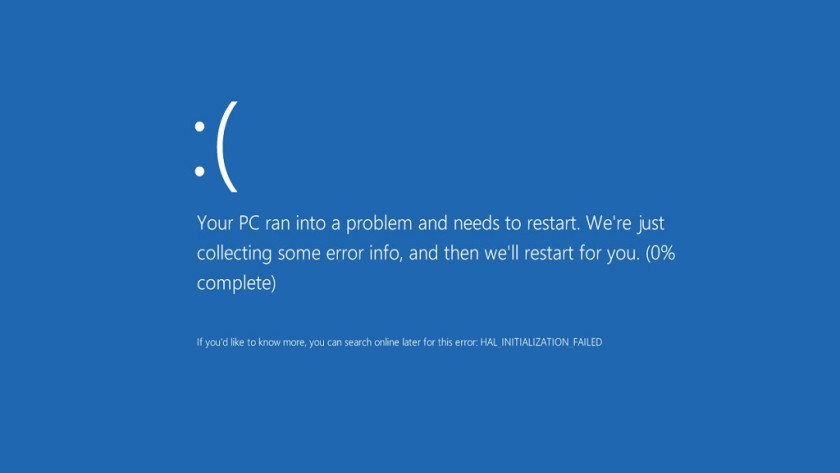 :(
Your PC ran into a problem and needs to restart. We're just
collecting some error info, and then we'll restart for you. (0%
complete)
If you'd like to know more, you can search online later for this error: HAL_INITIALIZATION_FAILED